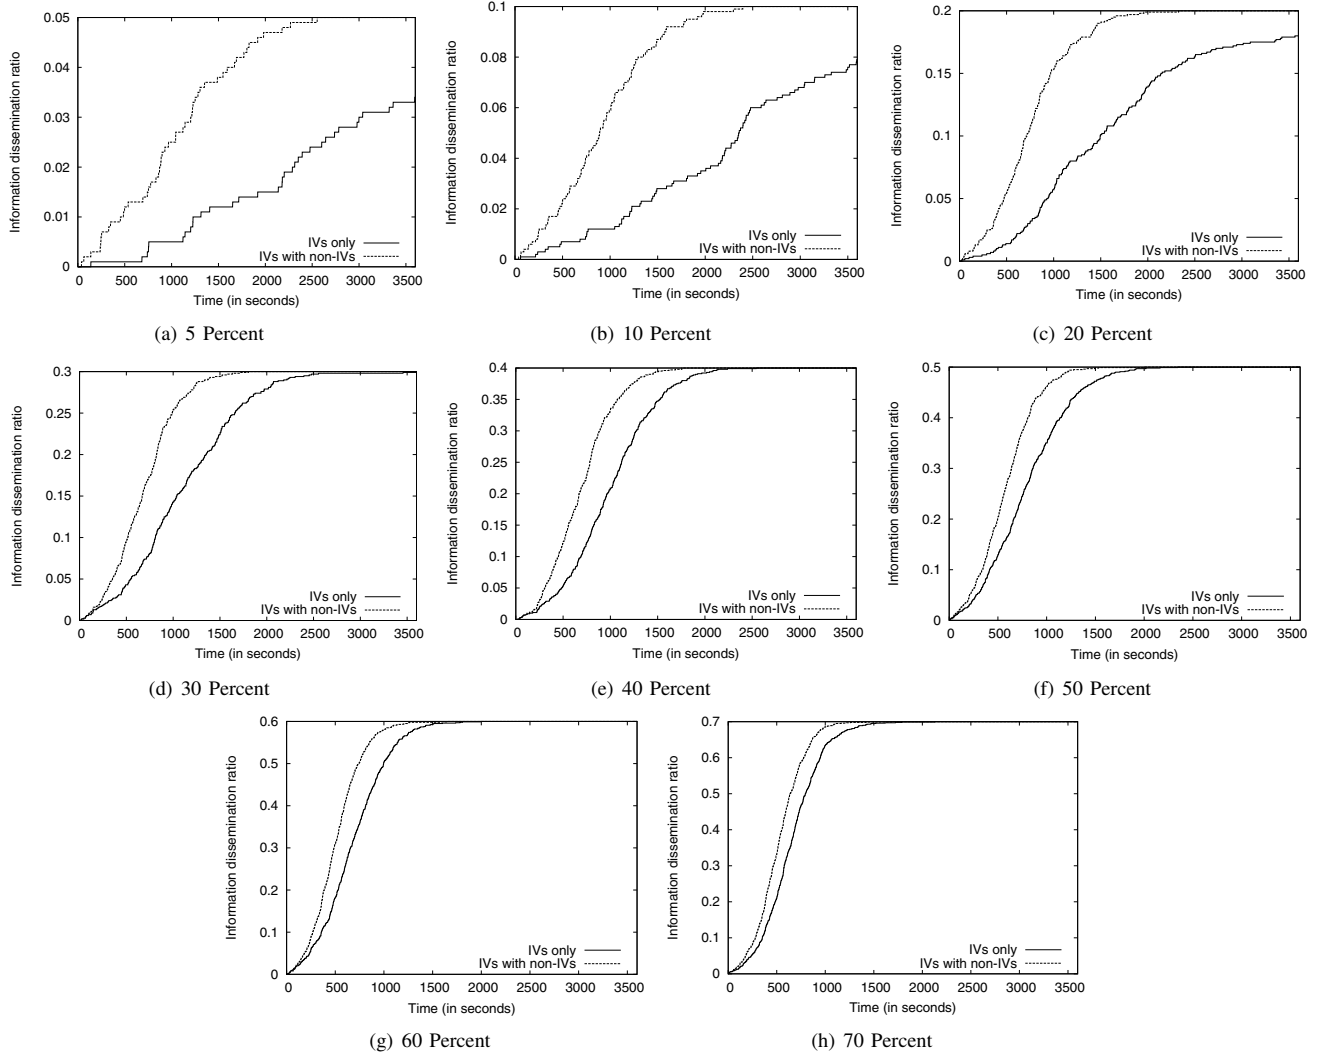 0.05
0.04
0.03
0.02
0.01
0
Information dissemination ratio
IVs only
IVs with non-IVs
0 500 1000 1500 2000 2500 3000 3500
Time (in seconds)
(a) 5 Percent
0.1
0.08
0.06
0.04
0.02
0
Information dissemination ratio
IVs only
IVs with non-IVs
0 500 1000 1500 2000 2500 3000 3500
Time (in seconds)
(b) 10 Percent
0.2
0.15
0.1
0.05
0
Information dissemination ratio
IVs only
IVs with non-IVs
0 500 1000 1500 2000 2500 3000 3500
Time (in seconds)
(c) 20 Percent
0.3
0.25
0.2
0.15
0.1
0.05
0
Information dissemination ratio
IVs only
IVs with non-IVs
0 500 1000 1500 2000 2500 3000 3500
Time (in seconds)
(d) 30 Percent
0.4
0.35
0.3
0.25
0.2
0.15
0.1
0.05
0
Information dissemination ratio
IVs only
IVs with non-IVs
0 500 1000 1500 2000 2500 3000 3500
Time (in seconds)
(e) 40 Percent
0.5
0.4
0.3
0.2
0.1
0
Information dissemination ratio
IVs only
IVs with non-IVs
0 500 1000 1500 2000 2500 3000 3500
Time (in seconds)
(f) 50 Percent
0.6
0.5
0.4
0.3
0.2
0.1
0
Information dissemination ratio
IVs only
IVs with non-IVs
0 500 1000 1500 2000 2500 3000 3500
Time (in seconds)
(g) 60 Percent
0.7
0.6
0.5
0.4
0.3
0.2
0.1
0
Information dissemination ratio
IVs only
IVs with non-IVs
0 500 1000 1500 2000 2500 3000 3500
Time (in seconds)
(h) 70 Percent